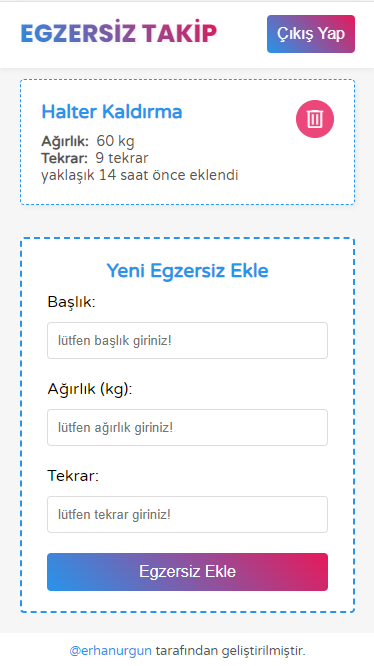 EGZERSİZ TAKİP
Çıkış Yap
Halter Kaldırma
Ağırlık: 60 kg
Tekrar: 9 tekrar
yaklaşık 14 saat önce eklendi
Yeni Egzersiz Ekle
Başlık:
lütfen başlık giriniz!
Ağırlık (kg):
lütfen ağırlık giriniz!
Tekrar:
lütfen tekrar giriniz!
Egzersiz Ekle
@erhanurgun tarafından geliştirilmiştir.